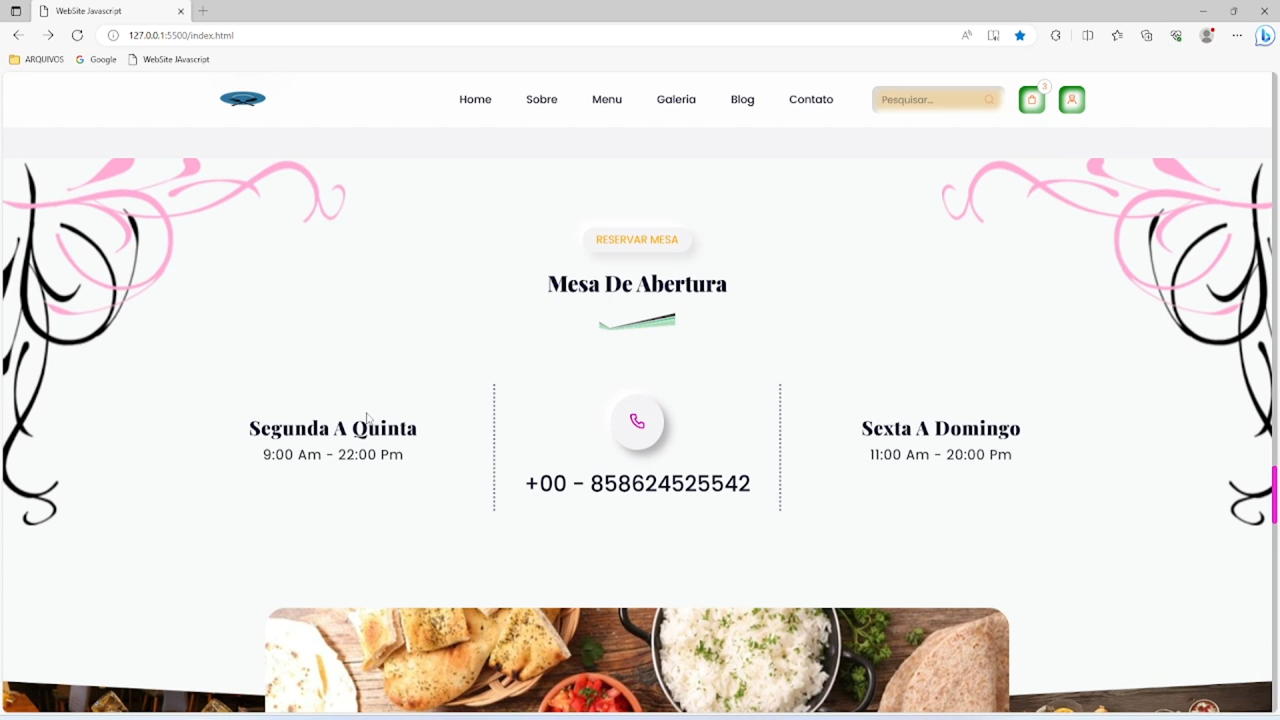 WebSite Javascript
127.0.0.1:5500/index.html
ARQUIVOS Google WebSite JAvascript
Home Sobre Menu Galeria Blog Contato Pesquisar... 3
RESERVAR MESA
Mesa De Abertura
Segunda A Quinta
9:00 Am - 22:00 Pm
+00 - 858624525542
Sexta A Domingo
11:00 Am - 20:00 Pm